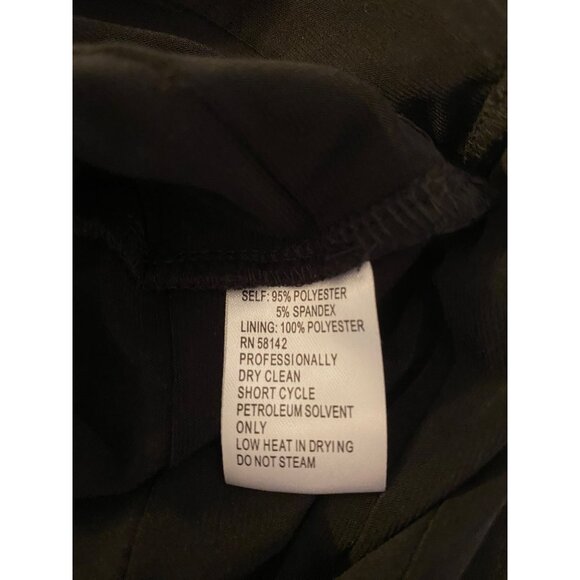 SELF: 95% POLYESTER
5% SPANDEX
LINING: 100% POLYESTER
RN 58142
PROFESSIONALLY
DRY CLEAN
SHORT CYCLE
PETROLEUM SOLVENT
ONLY
LOW HEAT IN DRYING
DO NOT STEAM